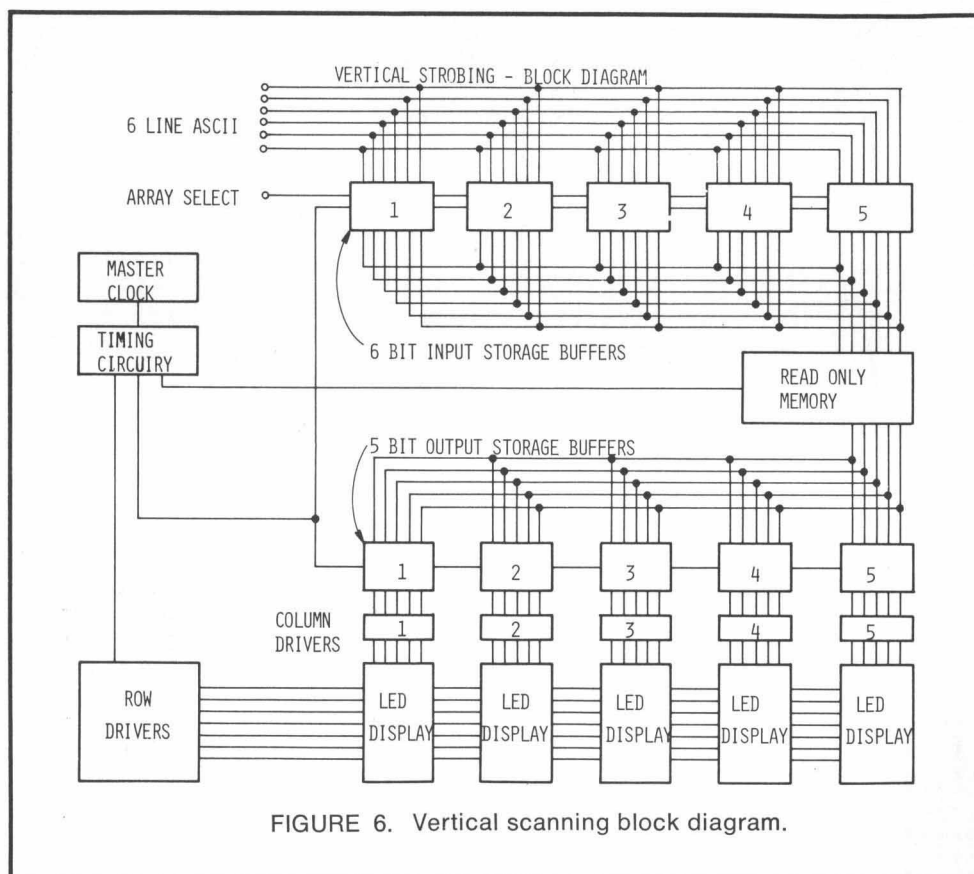 VERTICAL STROBING - BLOCK DIAGRAM
6 LINE ASCII
ARRAY SELECT
1 2 3 4 5
MASTER
CLOCK
TIMING
CIRCUIRY
6 BIT INPUT STORAGE BUFFERS
READ ONLY
MEMORY
5 BIT OUTPUT STORAGE BUFFERS
1 2 3 4 5
COLUMN
DRIVERS
1 2 3 4 5
ROW
DRIVERS
LED
DISPLAY
LED
DISPLAY
LED
DISPLAY
LED
DISPLAY
LED
DISPLAY
FIGURE 6. Vertical scanning block diagram.